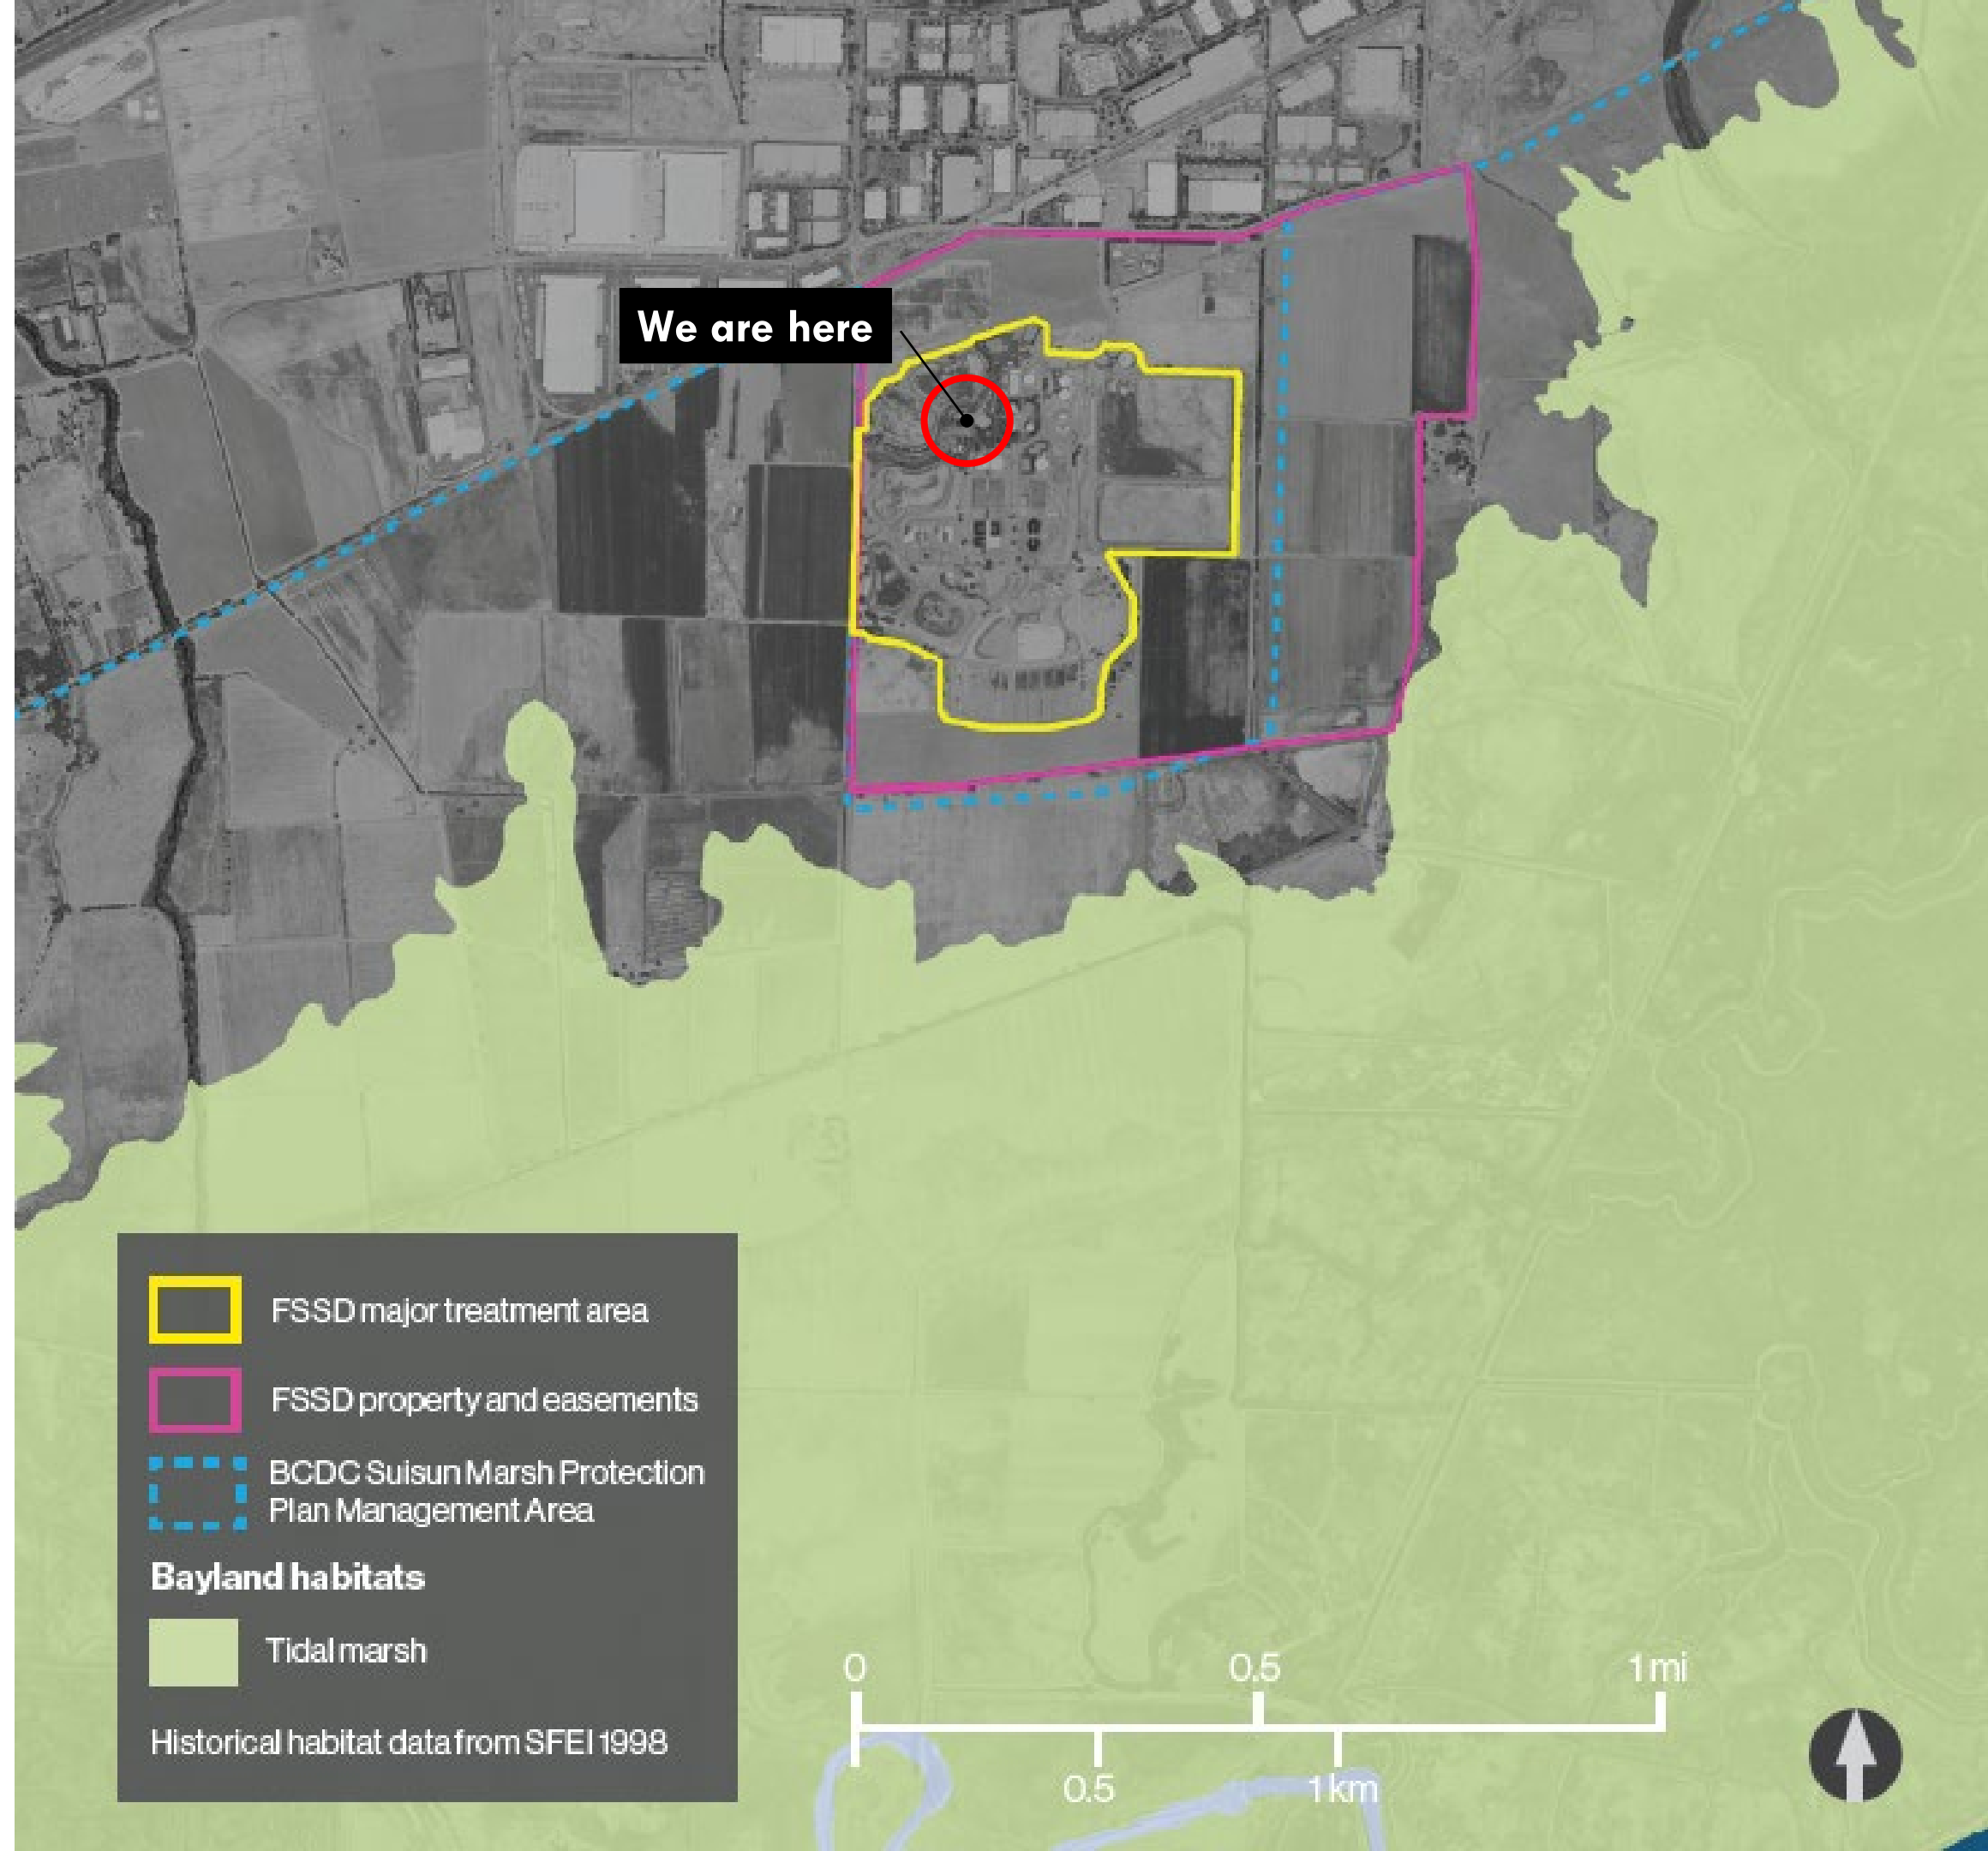 We are here
FSSD major treatment area
FSSD property and easements
BCDC Suisun Marsh Protection
Plan Management Area
Bayland habitats
Tidal marsh
Historical habitat data from SFEI 1998
0 0.5 1 mi
0.5 1 km